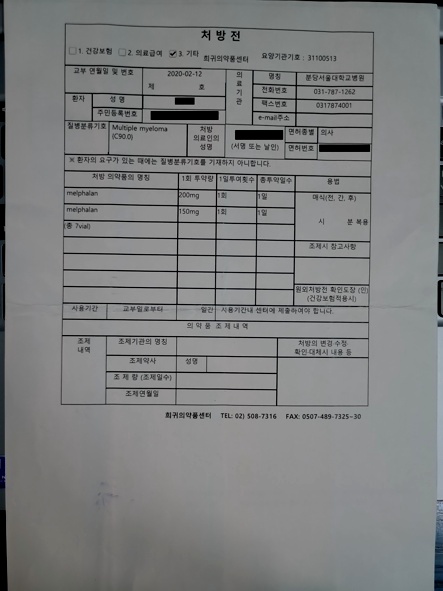 처 방 전
1. 건강보험 2. 의료급여 ✓3. 기타 희귀의약품센터 요양기관기호 : 31100513
교부 연월일 및 번호
2020-02-12
제 호
의료기관
명칭 분당서울대학교병원
전화번호 031-787-1262
팩스번호 0317874001
e-mail주소
환자
성 명
주민등록번호
질병분류기호
Multiple myeloma
(C90.0)
처방
의료인의
성명
(서명 또는 날인)
면허종별 의사
면허번호
※ 환자의 요구가 있는 때에는 질병분류기호를 기재하지 아니합니다.
처방 의약품의 명칭 1회 투약량 1일투여횟수 총투약일수 용법
melphalan 200mg 1회 1일
melphalan 150mg 1회 1일
(총 7vial)
매식(전, 간, 후)
시 분 복용
조제시 참고사항
원외처방전 확인도장 (인)
(건강보험적용시)
사용기간 교부일로부터 일간 사용기간내 센터에 제출하여야 합니다.
의 약 품 조 제 내 역
조제
내역
조제기관의 명칭
조제약사 성명
조 제 량 (조제일수)
조제연월일
처방의 변경·수정·
확인·대체시 내용 등
희귀의약품센터 TEL: 02) 508-7316 FAX: 0507-489-7325~30